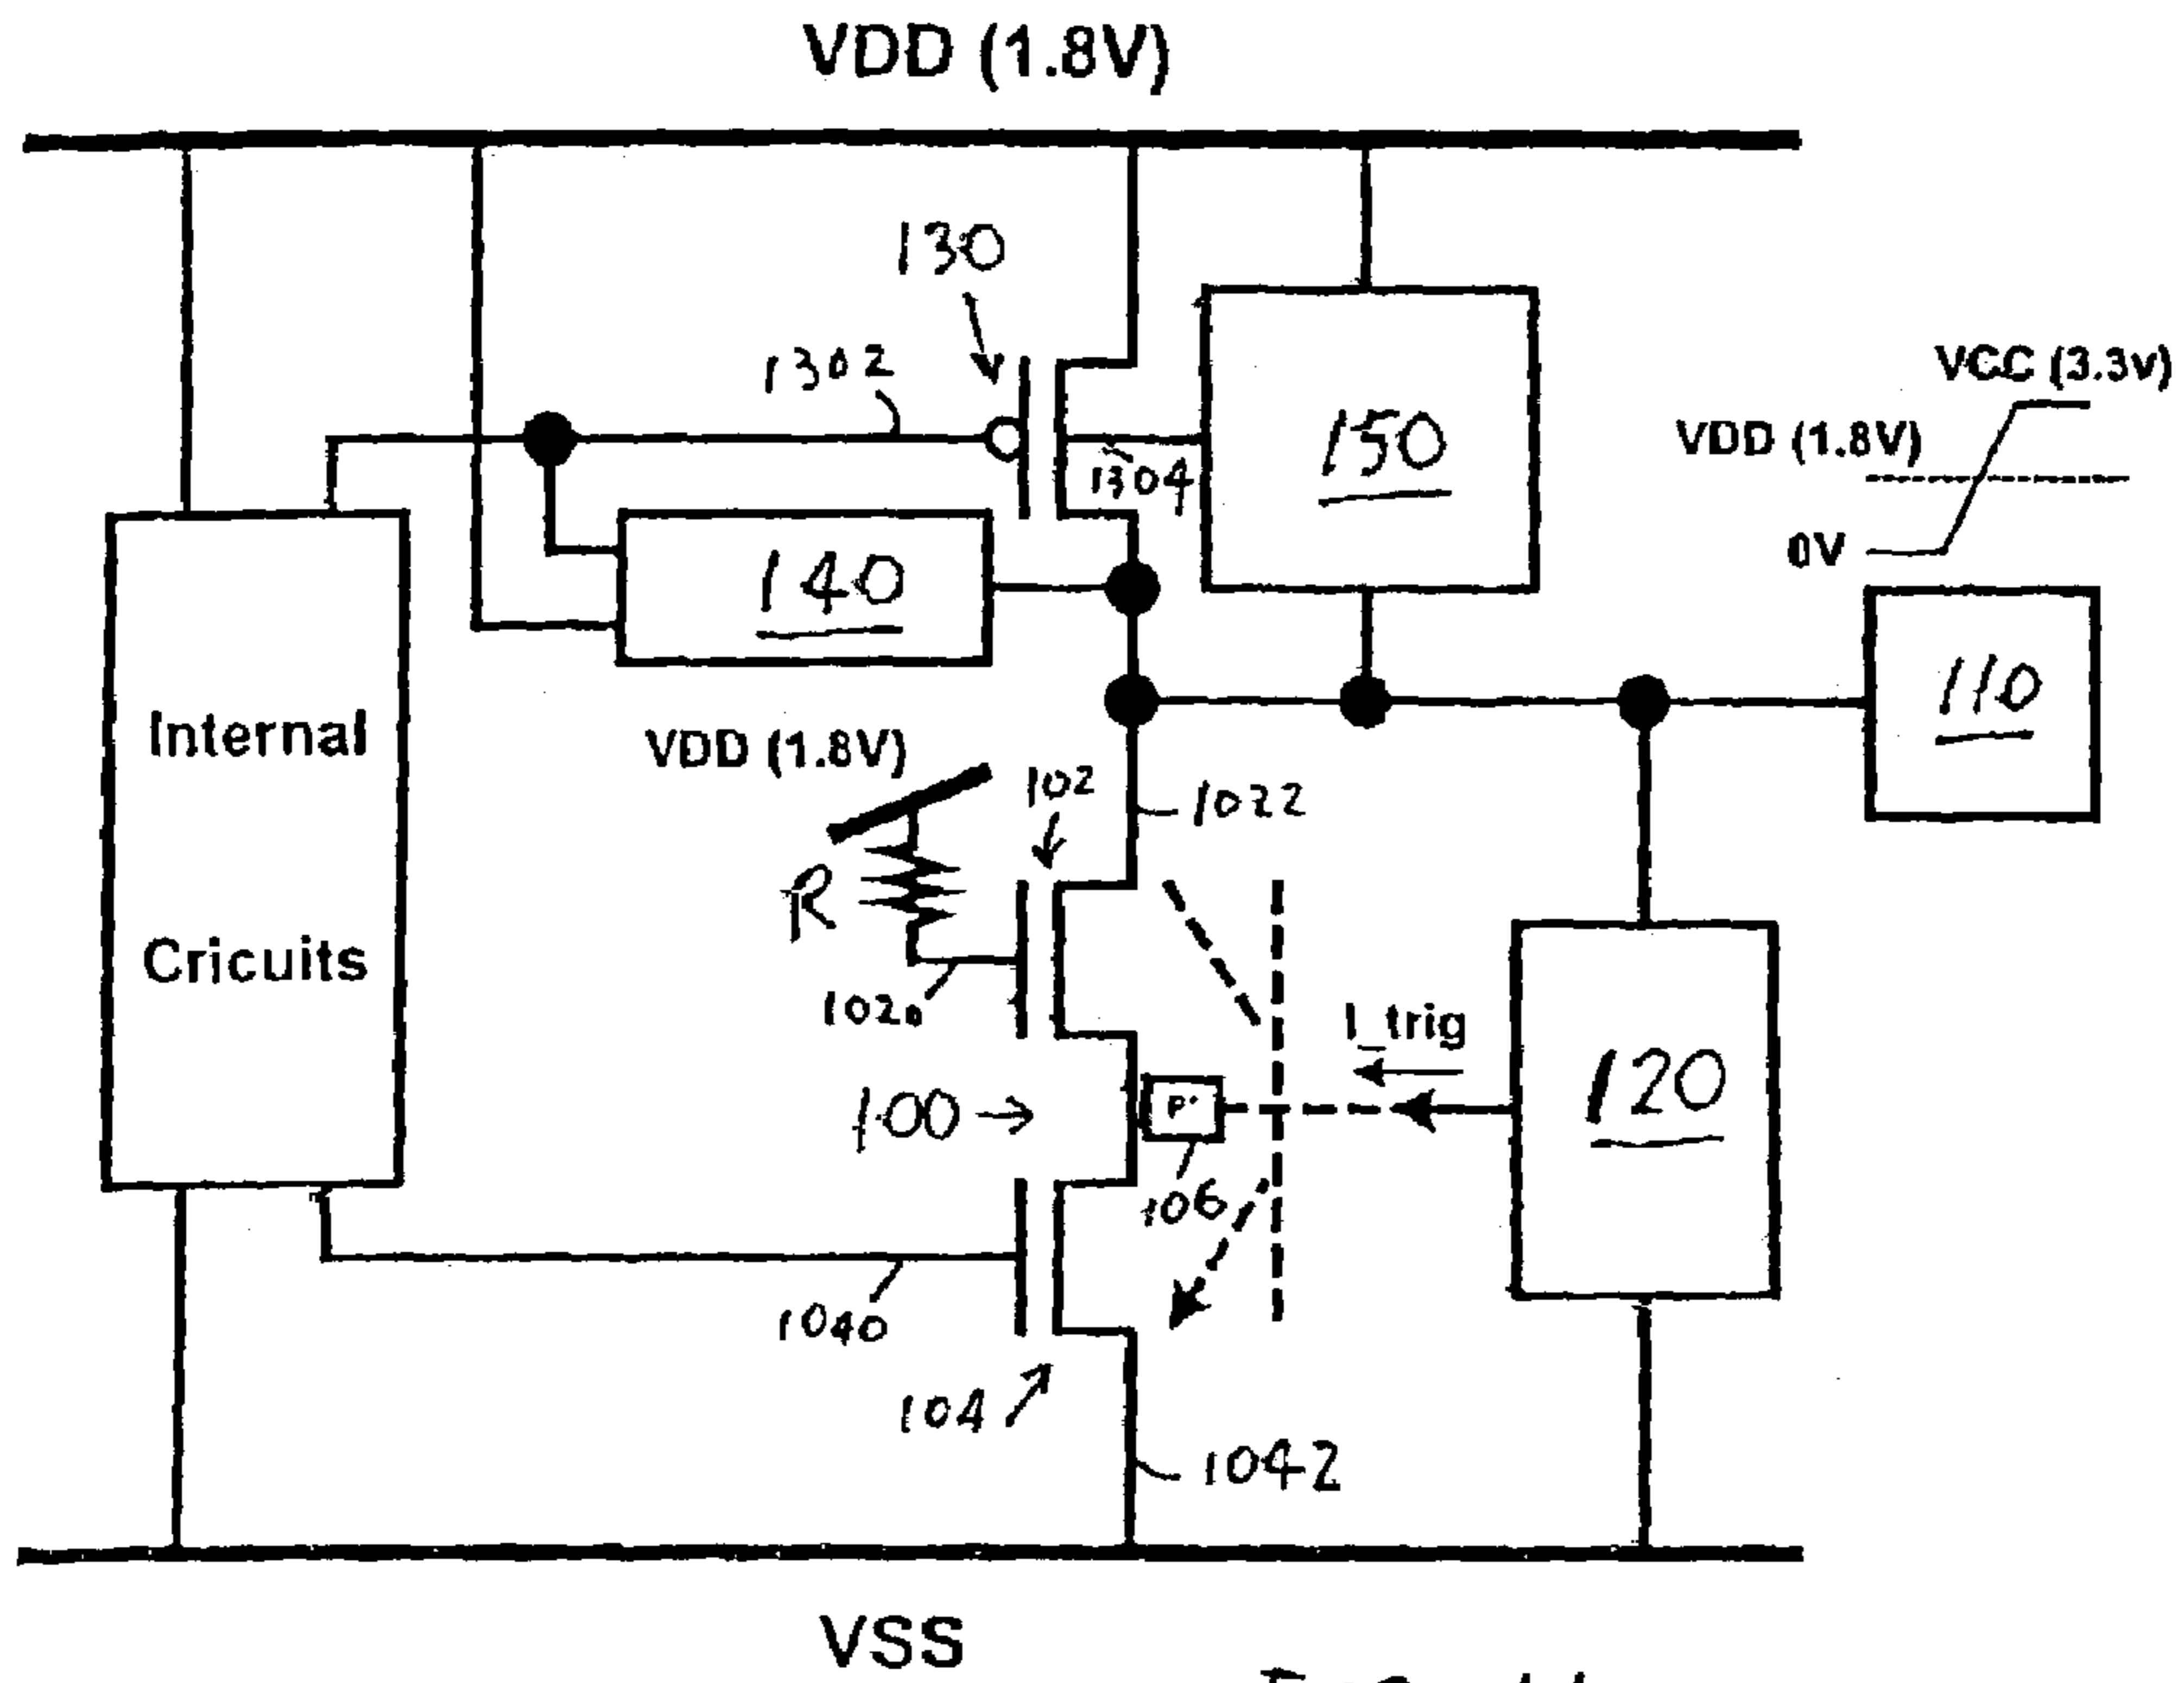 VDD (1.8V)
130
1302
1304
150
VCC (3.3v)
VDD (1.8V)
0V
140
110
Internal
Cricuits
VDD (1.8V)
R
102
1022
1020
I_trig
120
100
P+
106
1040
104
1042
VSS